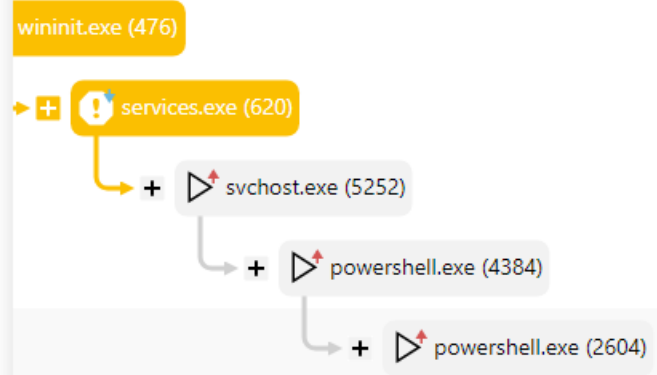 wininit.exe (476)
services.exe (620)
svchost.exe (5252)
powershell.exe (4384)
powershell.exe (2604)